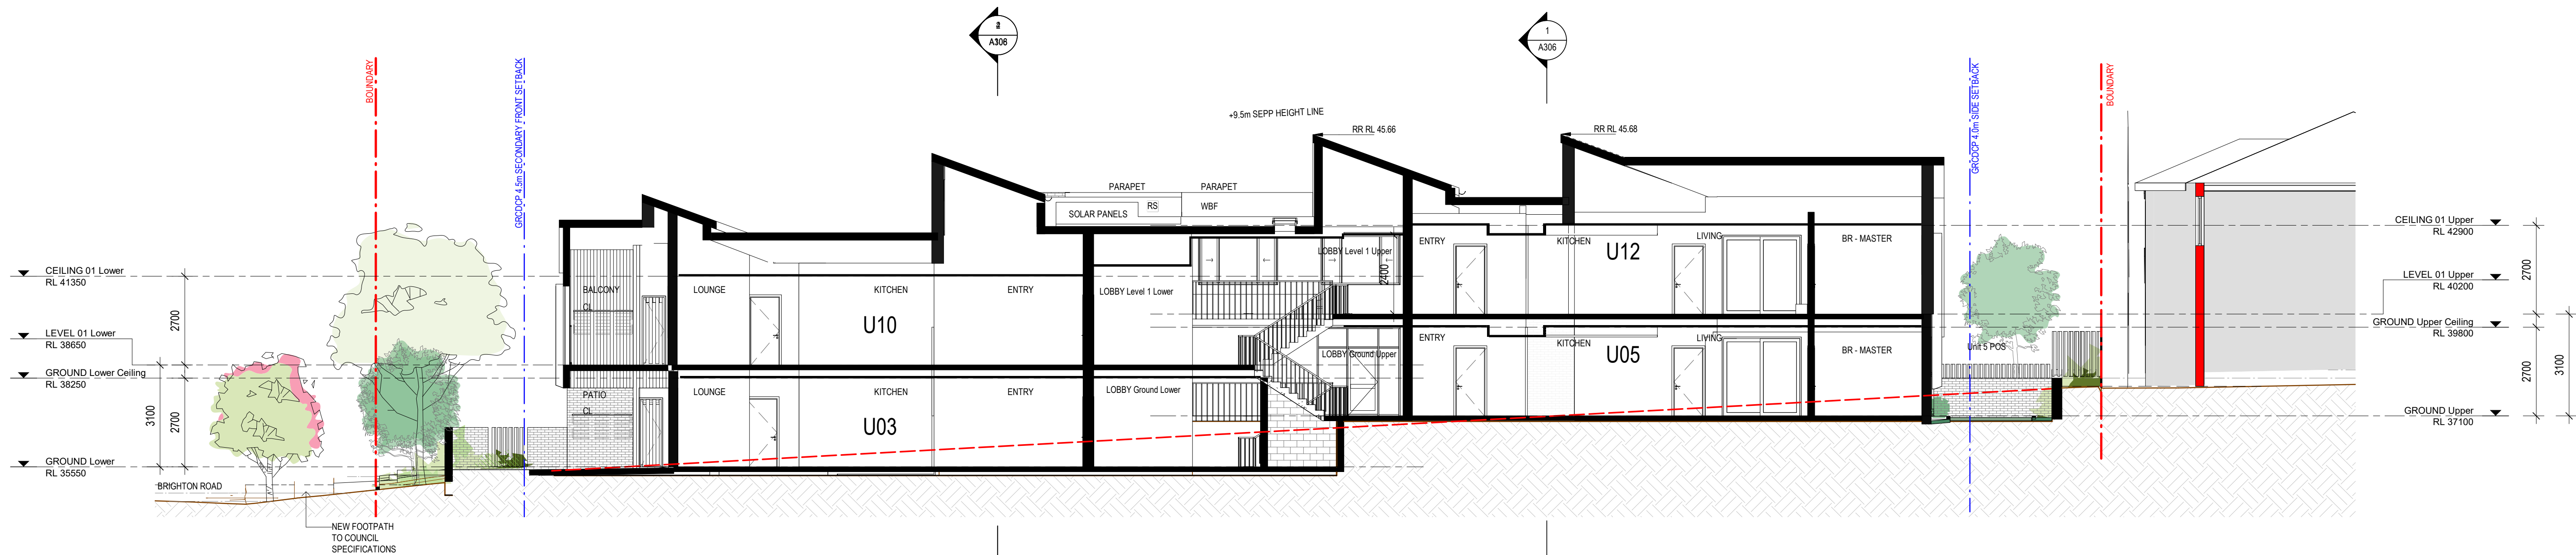 A308
1
A306
BOUNDARY
GRCDCP 4.5m SECONDARY FRONT SETBACK
GRCDCP 4.0m SIDE SETBACK
BOUNDARY
+9.5m SEPP HEIGHT LINE
RR RL 45.66
RR RL 45.68
PARAPET
PARAPET
SOLAR PANELS
RS
WBF
CEILING 01 Upper
RL 42900
CEILING 01 Lower
RL 41350
LEVEL 01 Upper
RL 40200
LEVEL 01 Lower
RL 38650
GROUND Upper Ceiling
RL 39800
GROUND Lower Ceiling
RL 38250
GROUND Upper
RL 37100
GROUND Lower
RL 35550
2700
3100
2700
2700
2700
3100
BALCONY
CL
LOUNGE
KITCHEN
ENTRY
U10
LOBBY Level 1 Lower
LOBBY Level 1 Upper
2400
ENTRY
KITCHEN
U12
LIVING
BR - MASTER
PATIO
CL
LOUNGE
KITCHEN
ENTRY
U03
LOBBY Ground Lower
LOBBY Ground Upper
ENTRY
KITCHEN
U05
LIVING
BR - MASTER
Unit 5 POS
BRIGHTON ROAD
NEW FOOTPATH
TO COUNCIL
SPECIFICATIONS